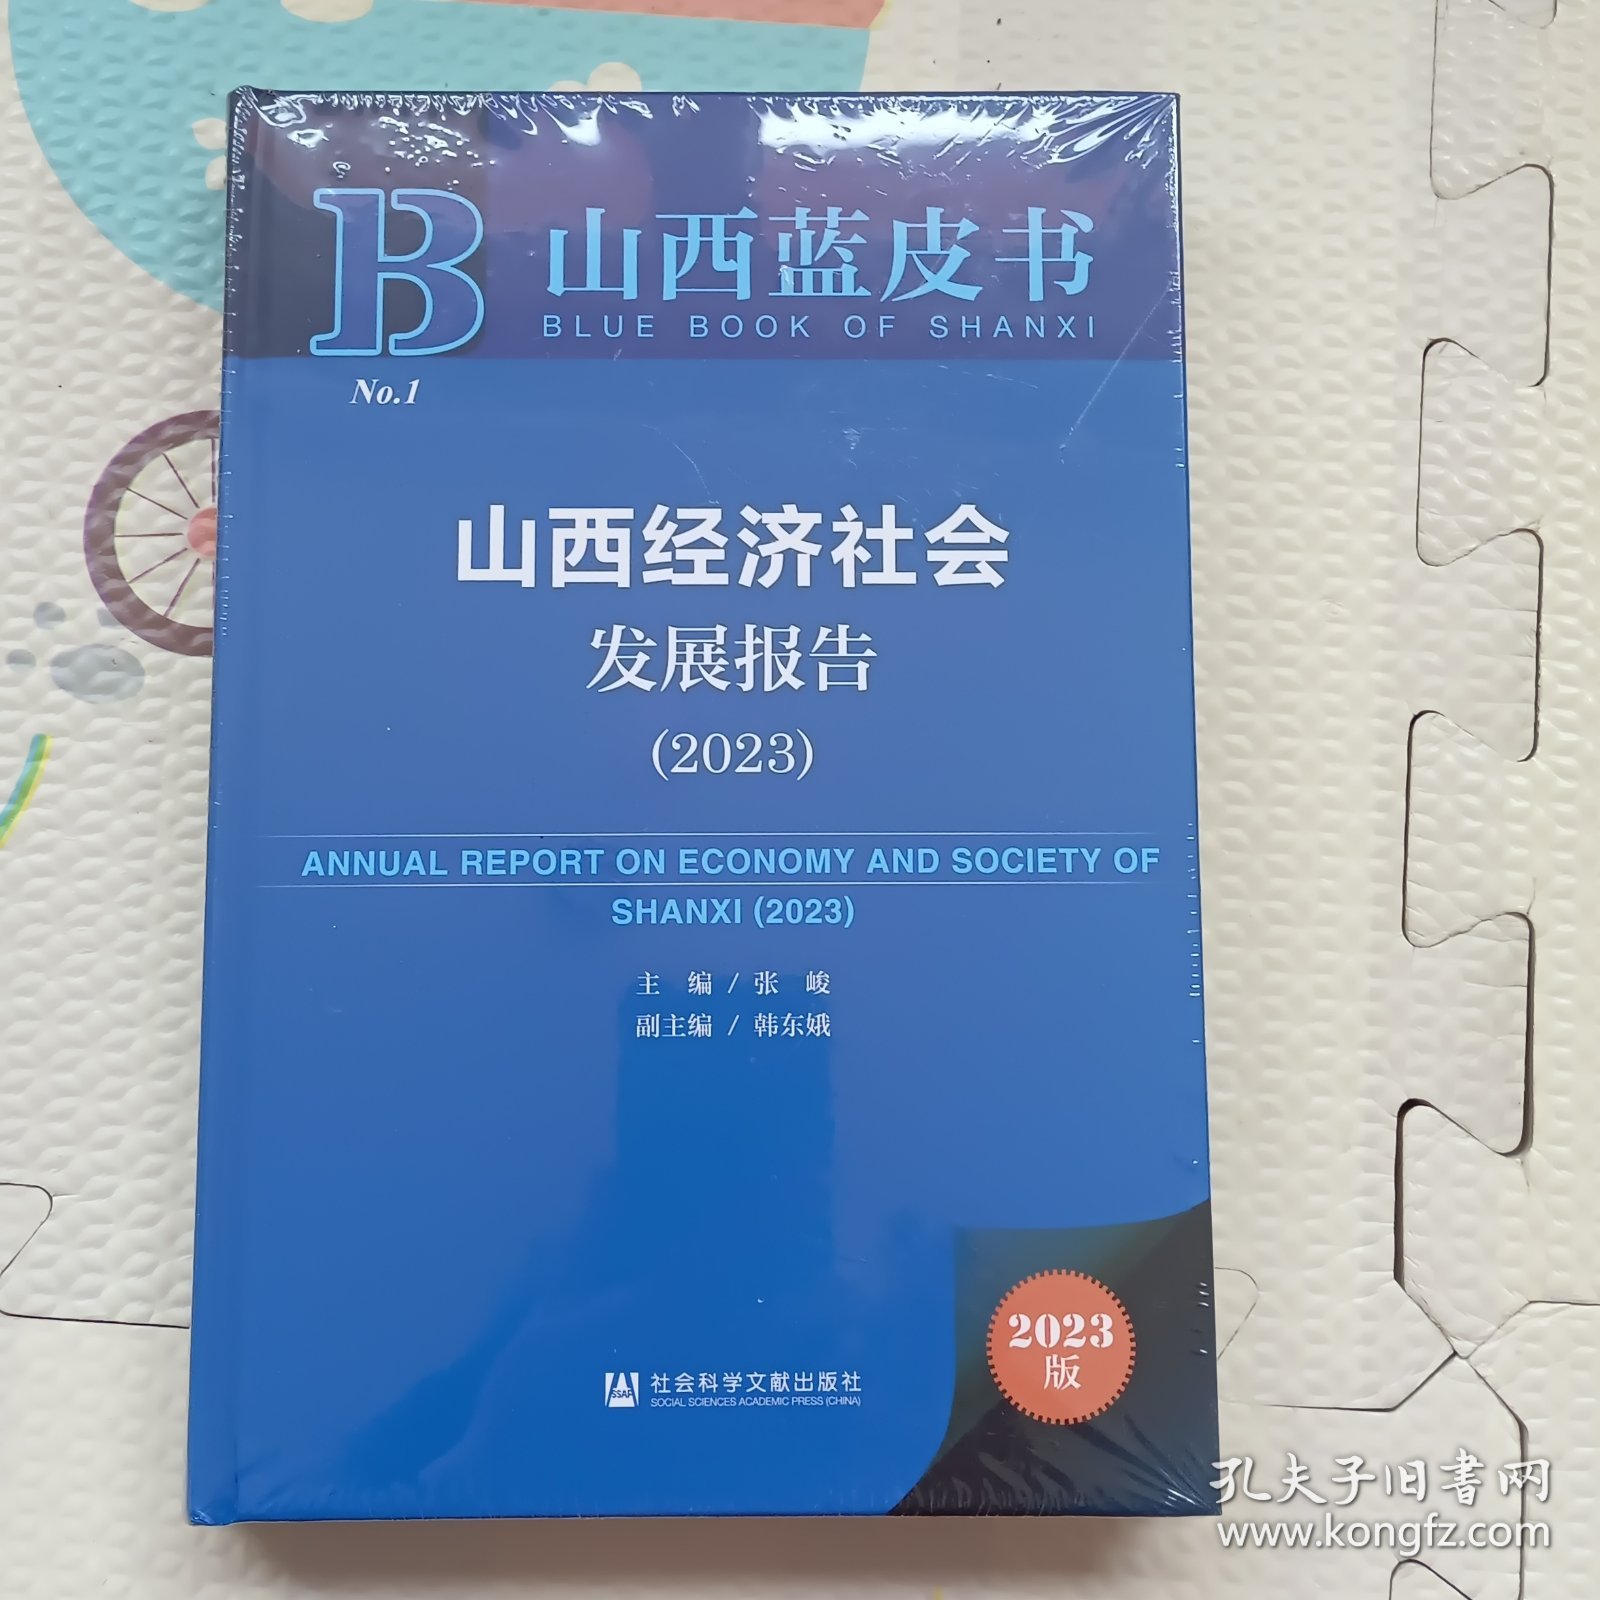 B
山西蓝皮书
BLUE BOOK OF SHANXI
No.1
山西经济社会
发展报告
(2023)
ANNUAL REPORT ON ECONOMY AND SOCIETY OF
SHANXI (2023)
主 编 / 张 峻
副主编 / 韩东娥
2023
版
SSAP
社会科学文献出版社
SOCIAL SCIENCES ACADEMIC PRESS (CHINA)
孔夫子旧书网
www.kongfz.com